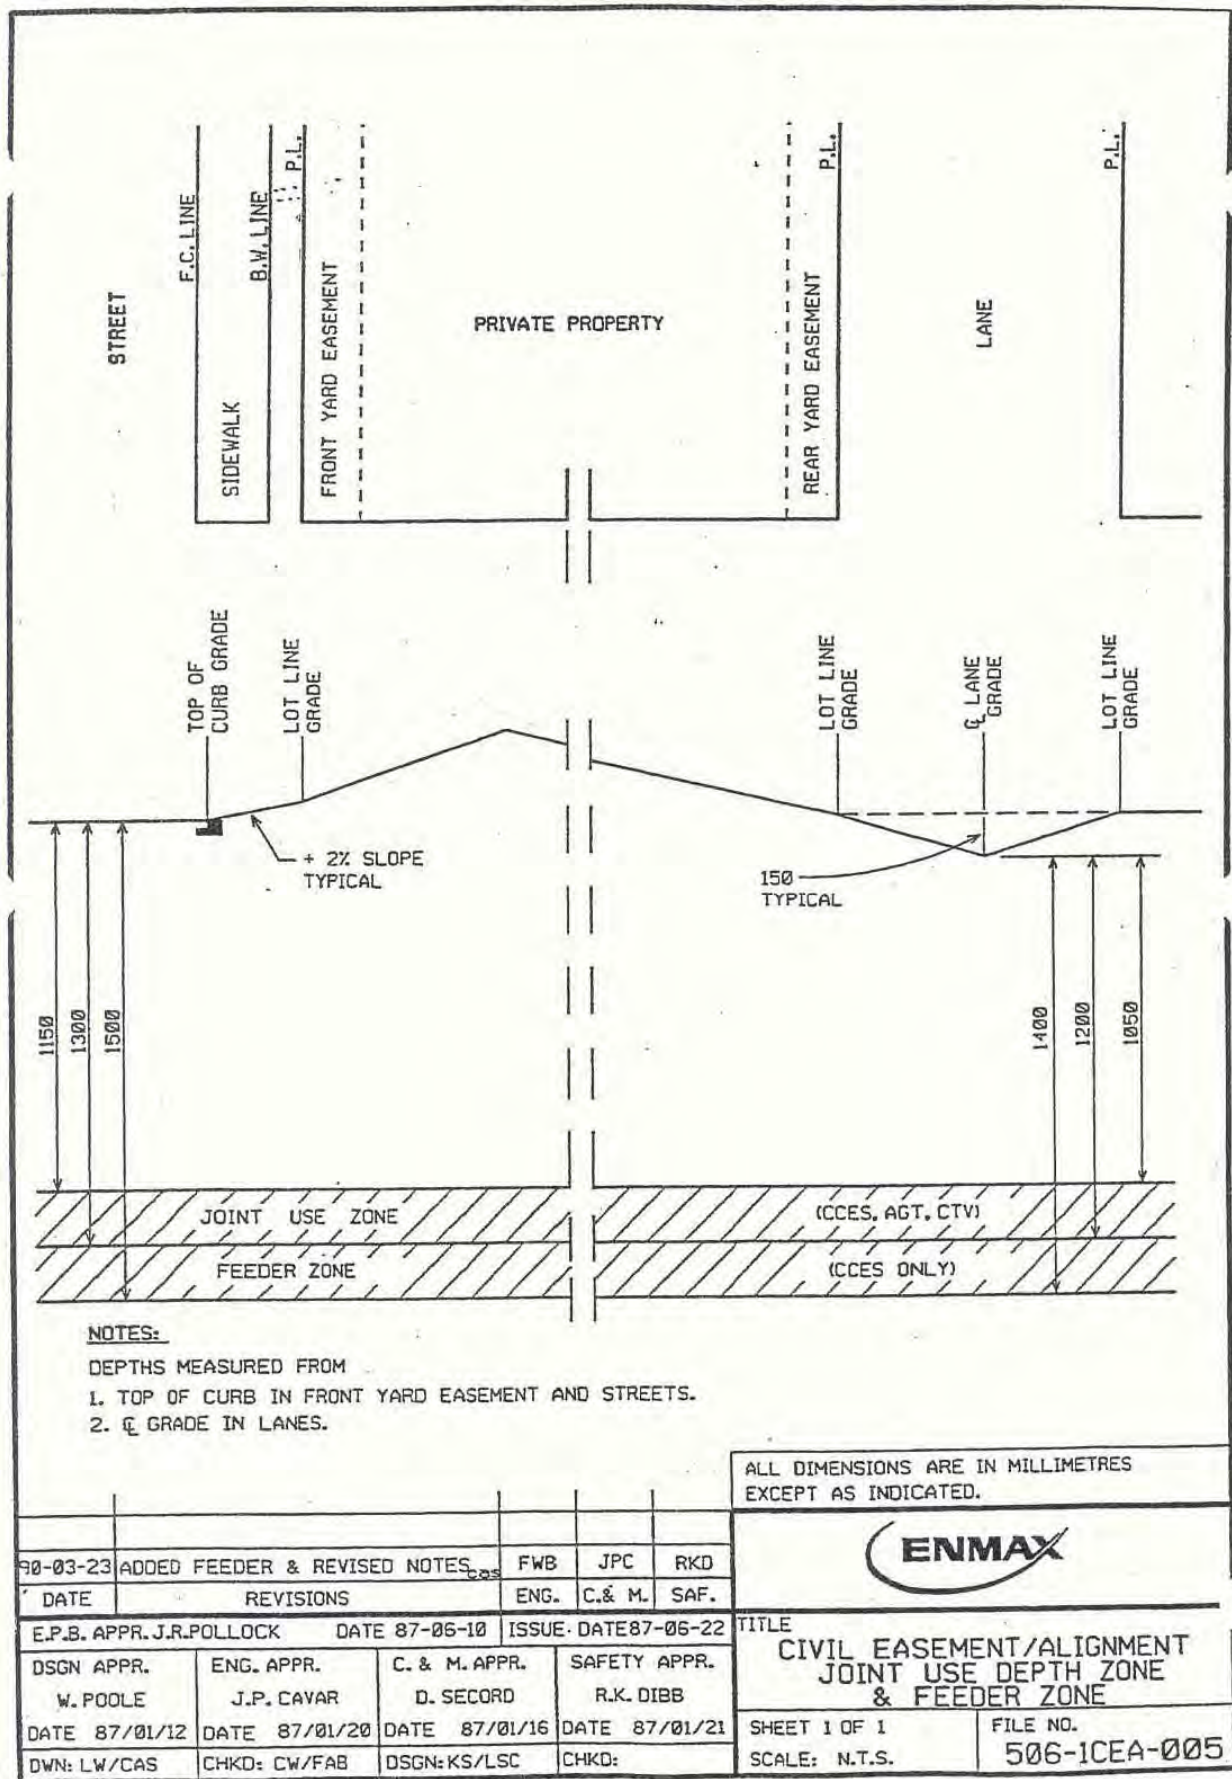 STREET
F.C. LINE
SIDEWALK
B.W. LINE
P.L.
FRONT YARD EASEMENT
PRIVATE PROPERTY
REAR YARD EASEMENT
P.L.
LANE
P.L.
TOP OF
CURB GRADE
LOT LINE
GRADE
LOT LINE
GRADE
℄ LANE
GRADE
LOT LINE
GRADE
+ 2% SLOPE
TYPICAL
150
TYPICAL
1150
1300
1500
1400
1200
1050
JOINT USE ZONE
(CCES, AGT, CTV)
FEEDER ZONE
(CCES ONLY)
NOTES:
DEPTHS MEASURED FROM
1. TOP OF CURB IN FRONT YARD EASEMENT AND STREETS.
2. ℄ GRADE IN LANES.
ALL DIMENSIONS ARE IN MILLIMETRES
EXCEPT AS INDICATED.
90-03-23 ADDED FEEDER & REVISED NOTES cas FWB JPC RKD
DATE REVISIONS ENG. C.& M. SAF.
E.P.B. APPR. J.R.POLLOCK DATE 87-06-10 ISSUE DATE 87-06-22
DSGN APPR. ENG. APPR. C. & M. APPR. SAFETY APPR.
W. POOLE J.P. CAVAR D. SECORD R.K. DIBB
DATE 87/01/12 DATE 87/01/20 DATE 87/01/16 DATE 87/01/21
DWN: LW/CAS CHKD: CW/FAB DSGN: KS/LSC CHKD:
ENMAX
TITLE
CIVIL EASEMENT/ALIGNMENT
JOINT USE DEPTH ZONE
& FEEDER ZONE
SHEET 1 OF 1
SCALE: N.T.S.
FILE NO.
506-1CEA-005